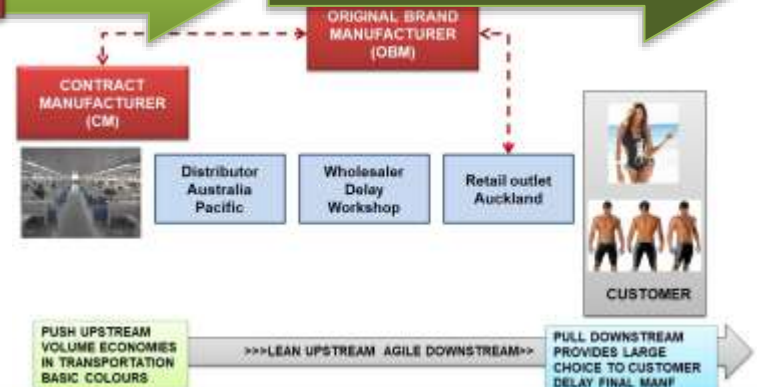 ORIGINAL BRAND
MANUFACTURER
(OBM)
CONTRACT
MANUFACTURER
(CM)
Distributor
Australia
Pacific
Wholesaler
Delay
Workshop
Retail outlet
Auckland
CUSTOMER
PUSH UPSTREAM
VOLUME ECONOMIES
IN TRANSPORTATION
BASIC COLOURS
>>>LEAN UPSTREAM AGILE DOWNSTREAM>>
PULL DOWNSTREAM
PROVIDES LARGE
CHOICE TO CUSTOMER
DELAY FINAL MANF